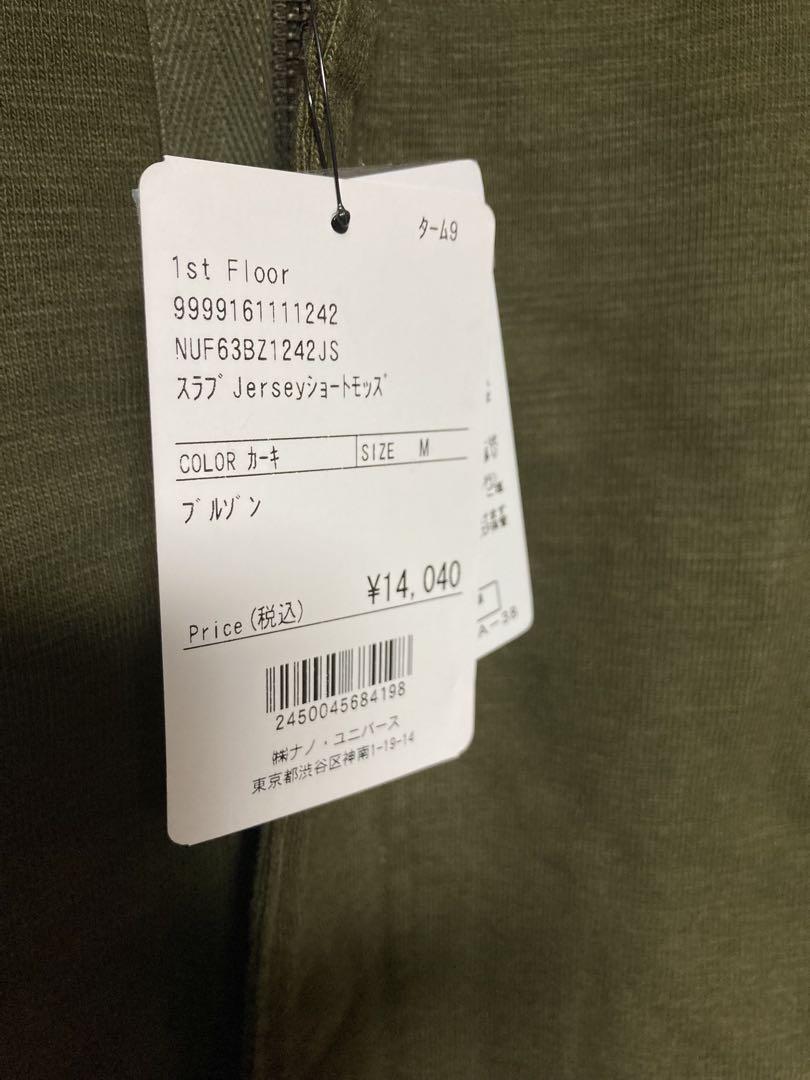 ターム9
1st Floor
9999161111242
NUF63BZ1242JS
スラブJerseyショートモッズ
COLOR カーキ SIZE M
ブルゾン
¥14,040
Price(税込)
2450045684198
㈱ナノ・ユニバース
東京都渋谷区神南1-19-14
A-38